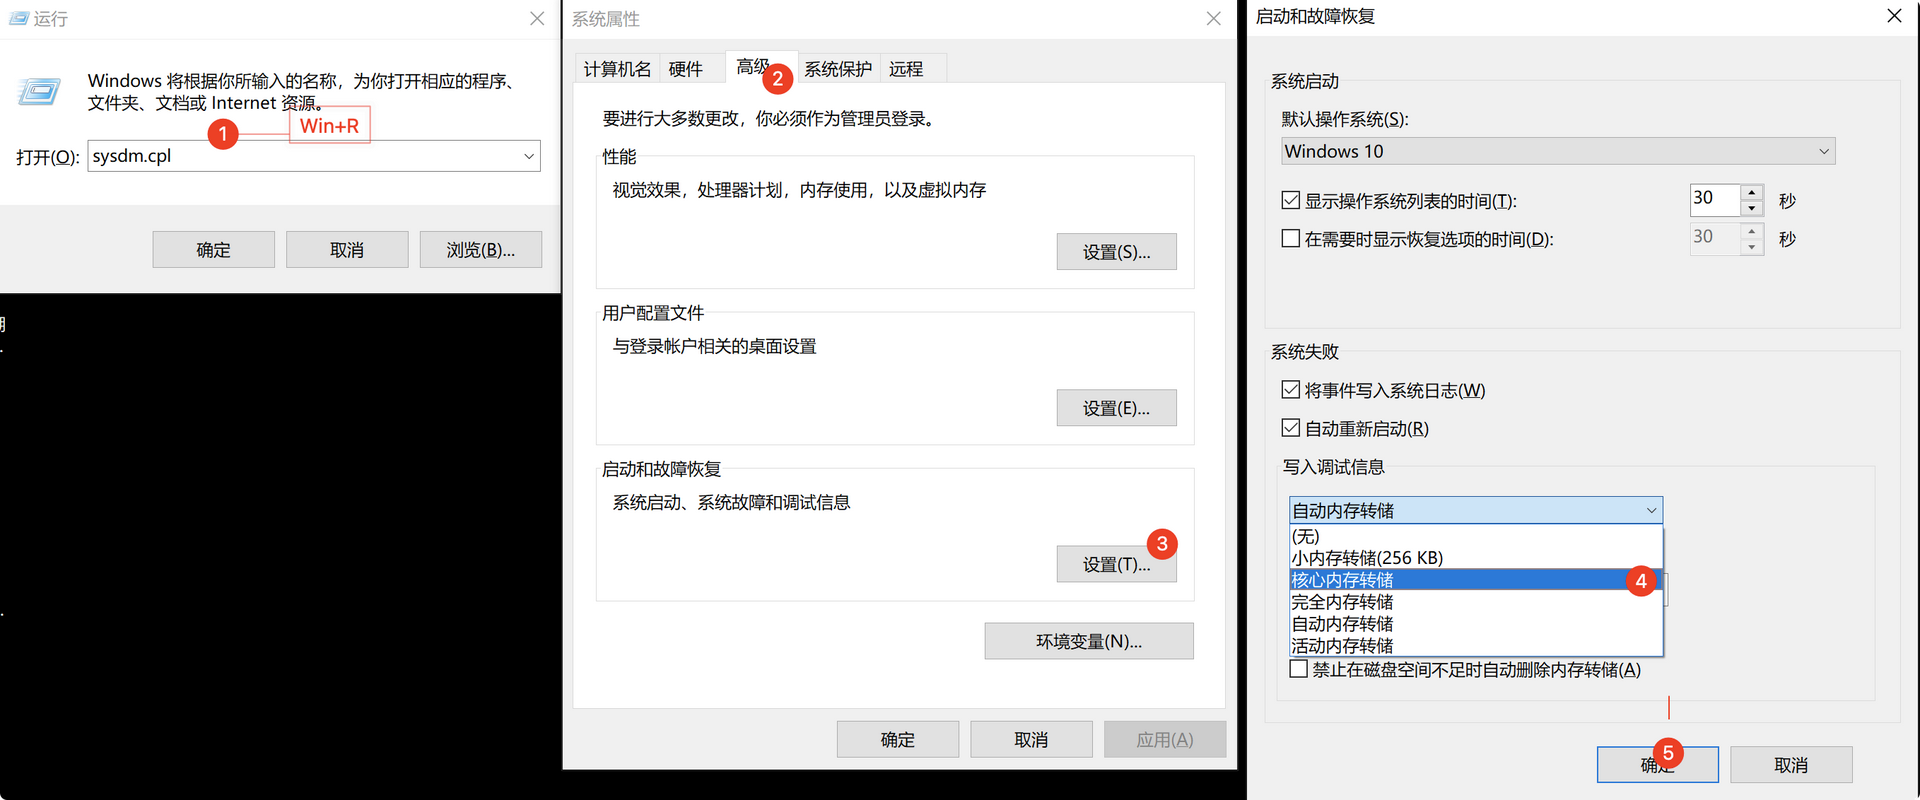 运行
Windows 将根据你所输入的名称，为你打开相应的程序、
文件夹、文档或 Internet 资源。
1
Win+R
打开(O):
sysdm.cpl
确定
取消
浏览(B)...
系统属性
计算机名
硬件
高级
2
系统保护
远程
要进行大多数更改，你必须作为管理员登录。
性能
视觉效果，处理器计划，内存使用，以及虚拟内存
设置(S)...
用户配置文件
与登录帐户相关的桌面设置
设置(E)...
启动和故障恢复
系统启动、系统故障和调试信息
3
设置(T)...
环境变量(N)...
确定
取消
应用(A)
启动和故障恢复
系统启动
默认操作系统(S):
Windows 10
显示操作系统列表的时间(T):
30
秒
在需要时显示恢复选项的时间(D):
30
秒
系统失败
将事件写入系统日志(W)
自动重新启动(R)
写入调试信息
自动内存转储
(无)
小内存转储(256 KB)
核心内存转储
4
完全内存转储
自动内存转储
活动内存转储
禁止在磁盘空间不足时自动删除内存转储(A)
5
确定
取消